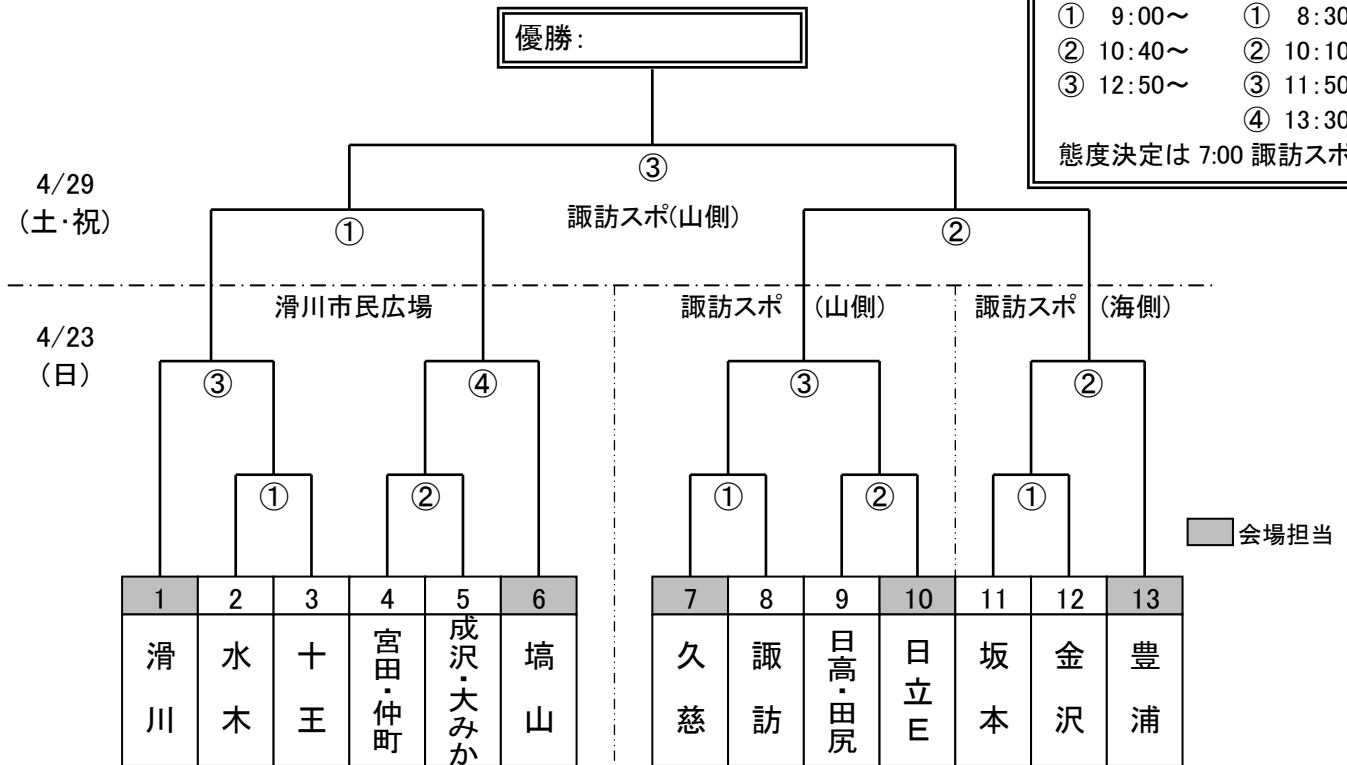 優勝：
① 9:00～ ① 8:30
② 10:40～ ② 10:10
③ 12:50～ ③ 11:50
④ 13:30
態度決定は 7:00 諏訪スポ
4/29
(土・祝)
③
諏訪スポ(山側)
①
②
滑川市民広場
諏訪スポ (山側)
諏訪スポ (海側)
4/23
(日)
③
④
③
②
①
②
①
②
①
会場担当
1 2 3 4 5 6 7 8 9 10 11 12 13
滑川
水木
十王
宮田・仲町
成沢・大みか
塙山
久慈
諏訪
日高・田尻
日立E
坂本
金沢
豊浦